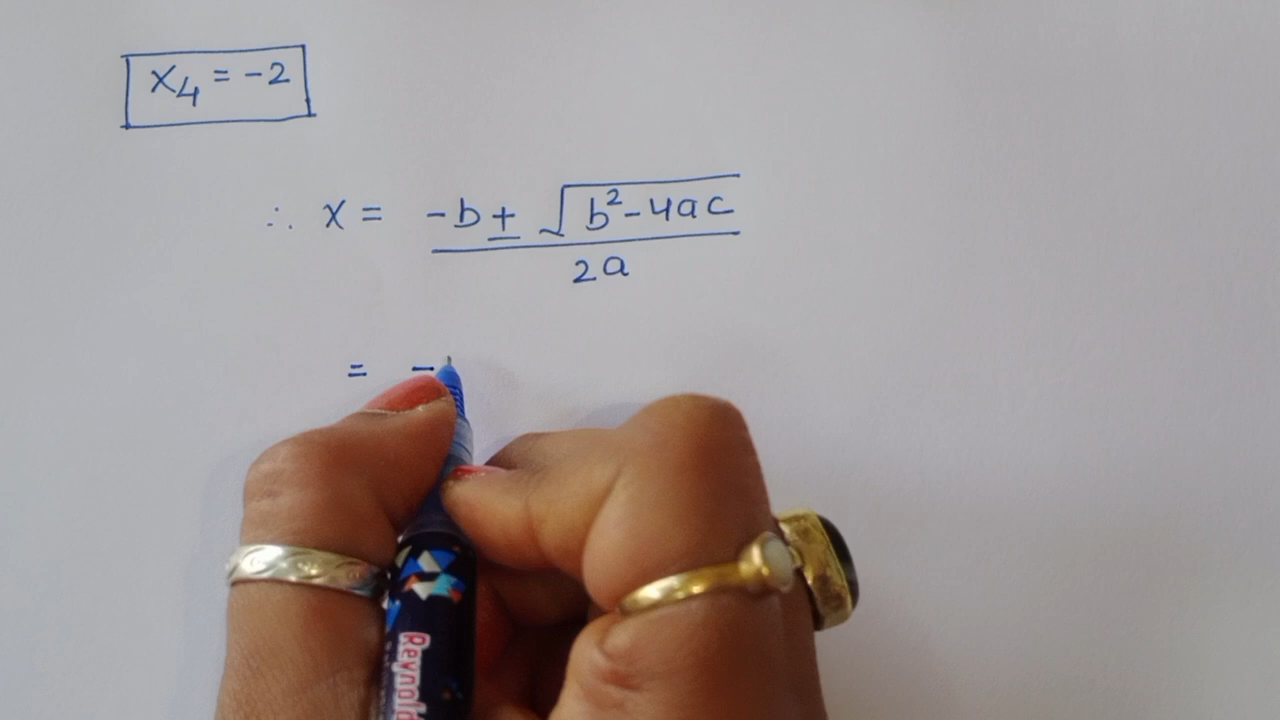 x₄ = -2
∴ x = -b ± √(b² - 4ac) / 2a
= -
Reynold